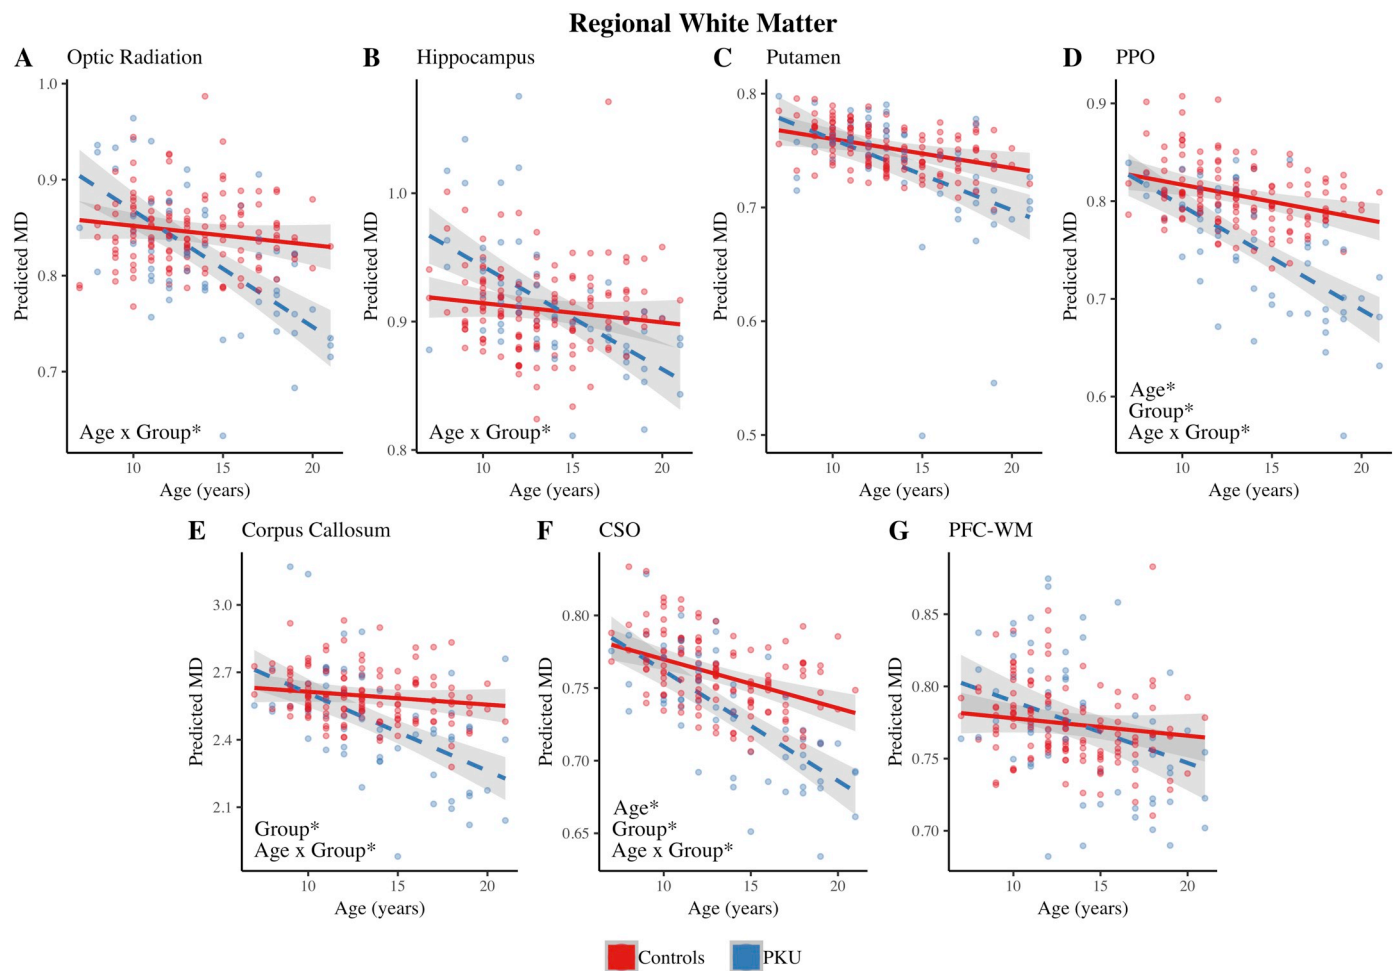 Regional White Matter
A Optic Radiation
Predicted MD
1.0
0.9
0.8
0.7
Age x Group*
10 15 20
Age (years)
B Hippocampus
Predicted MD
1.0
0.9
0.8
Age x Group*
10 15 20
Age (years)
C Putamen
Predicted MD
0.8
0.7
0.6
0.5
10 15 20
Age (years)
D PPO
Predicted MD
0.9
0.8
0.7
0.6
Age*
Group*
Age x Group*
10 15 20
Age (years)
E Corpus Callosum
Predicted MD
3.0
2.7
2.4
2.1
Group*
Age x Group*
10 15 20
Age (years)
F CSO
Predicted MD
0.80
0.75
0.70
0.65
Age*
Group*
Age x Group*
10 15 20
Age (years)
G PFC-WM
Predicted MD
0.85
0.80
0.75
0.70
10 15 20
Age (years)
Controls PKU